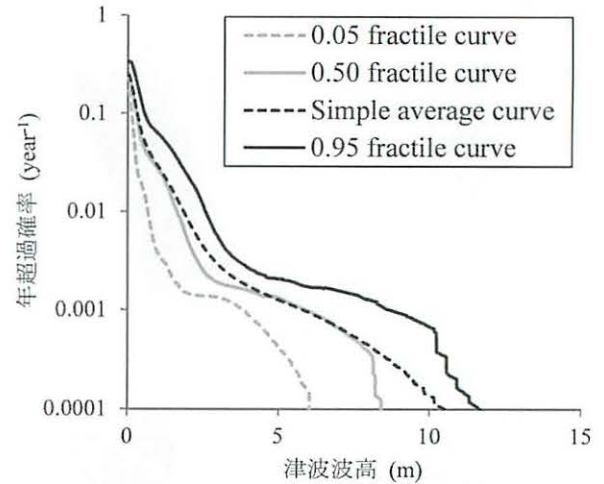 1
0.05 fractile curve
0.50 fractile curve
Simple average curve
0.95 fractile curve
0.1
0.01
0.001
0.0001
年超過確率 (year⁻¹)
0
5
10
15
津波波高 (m)